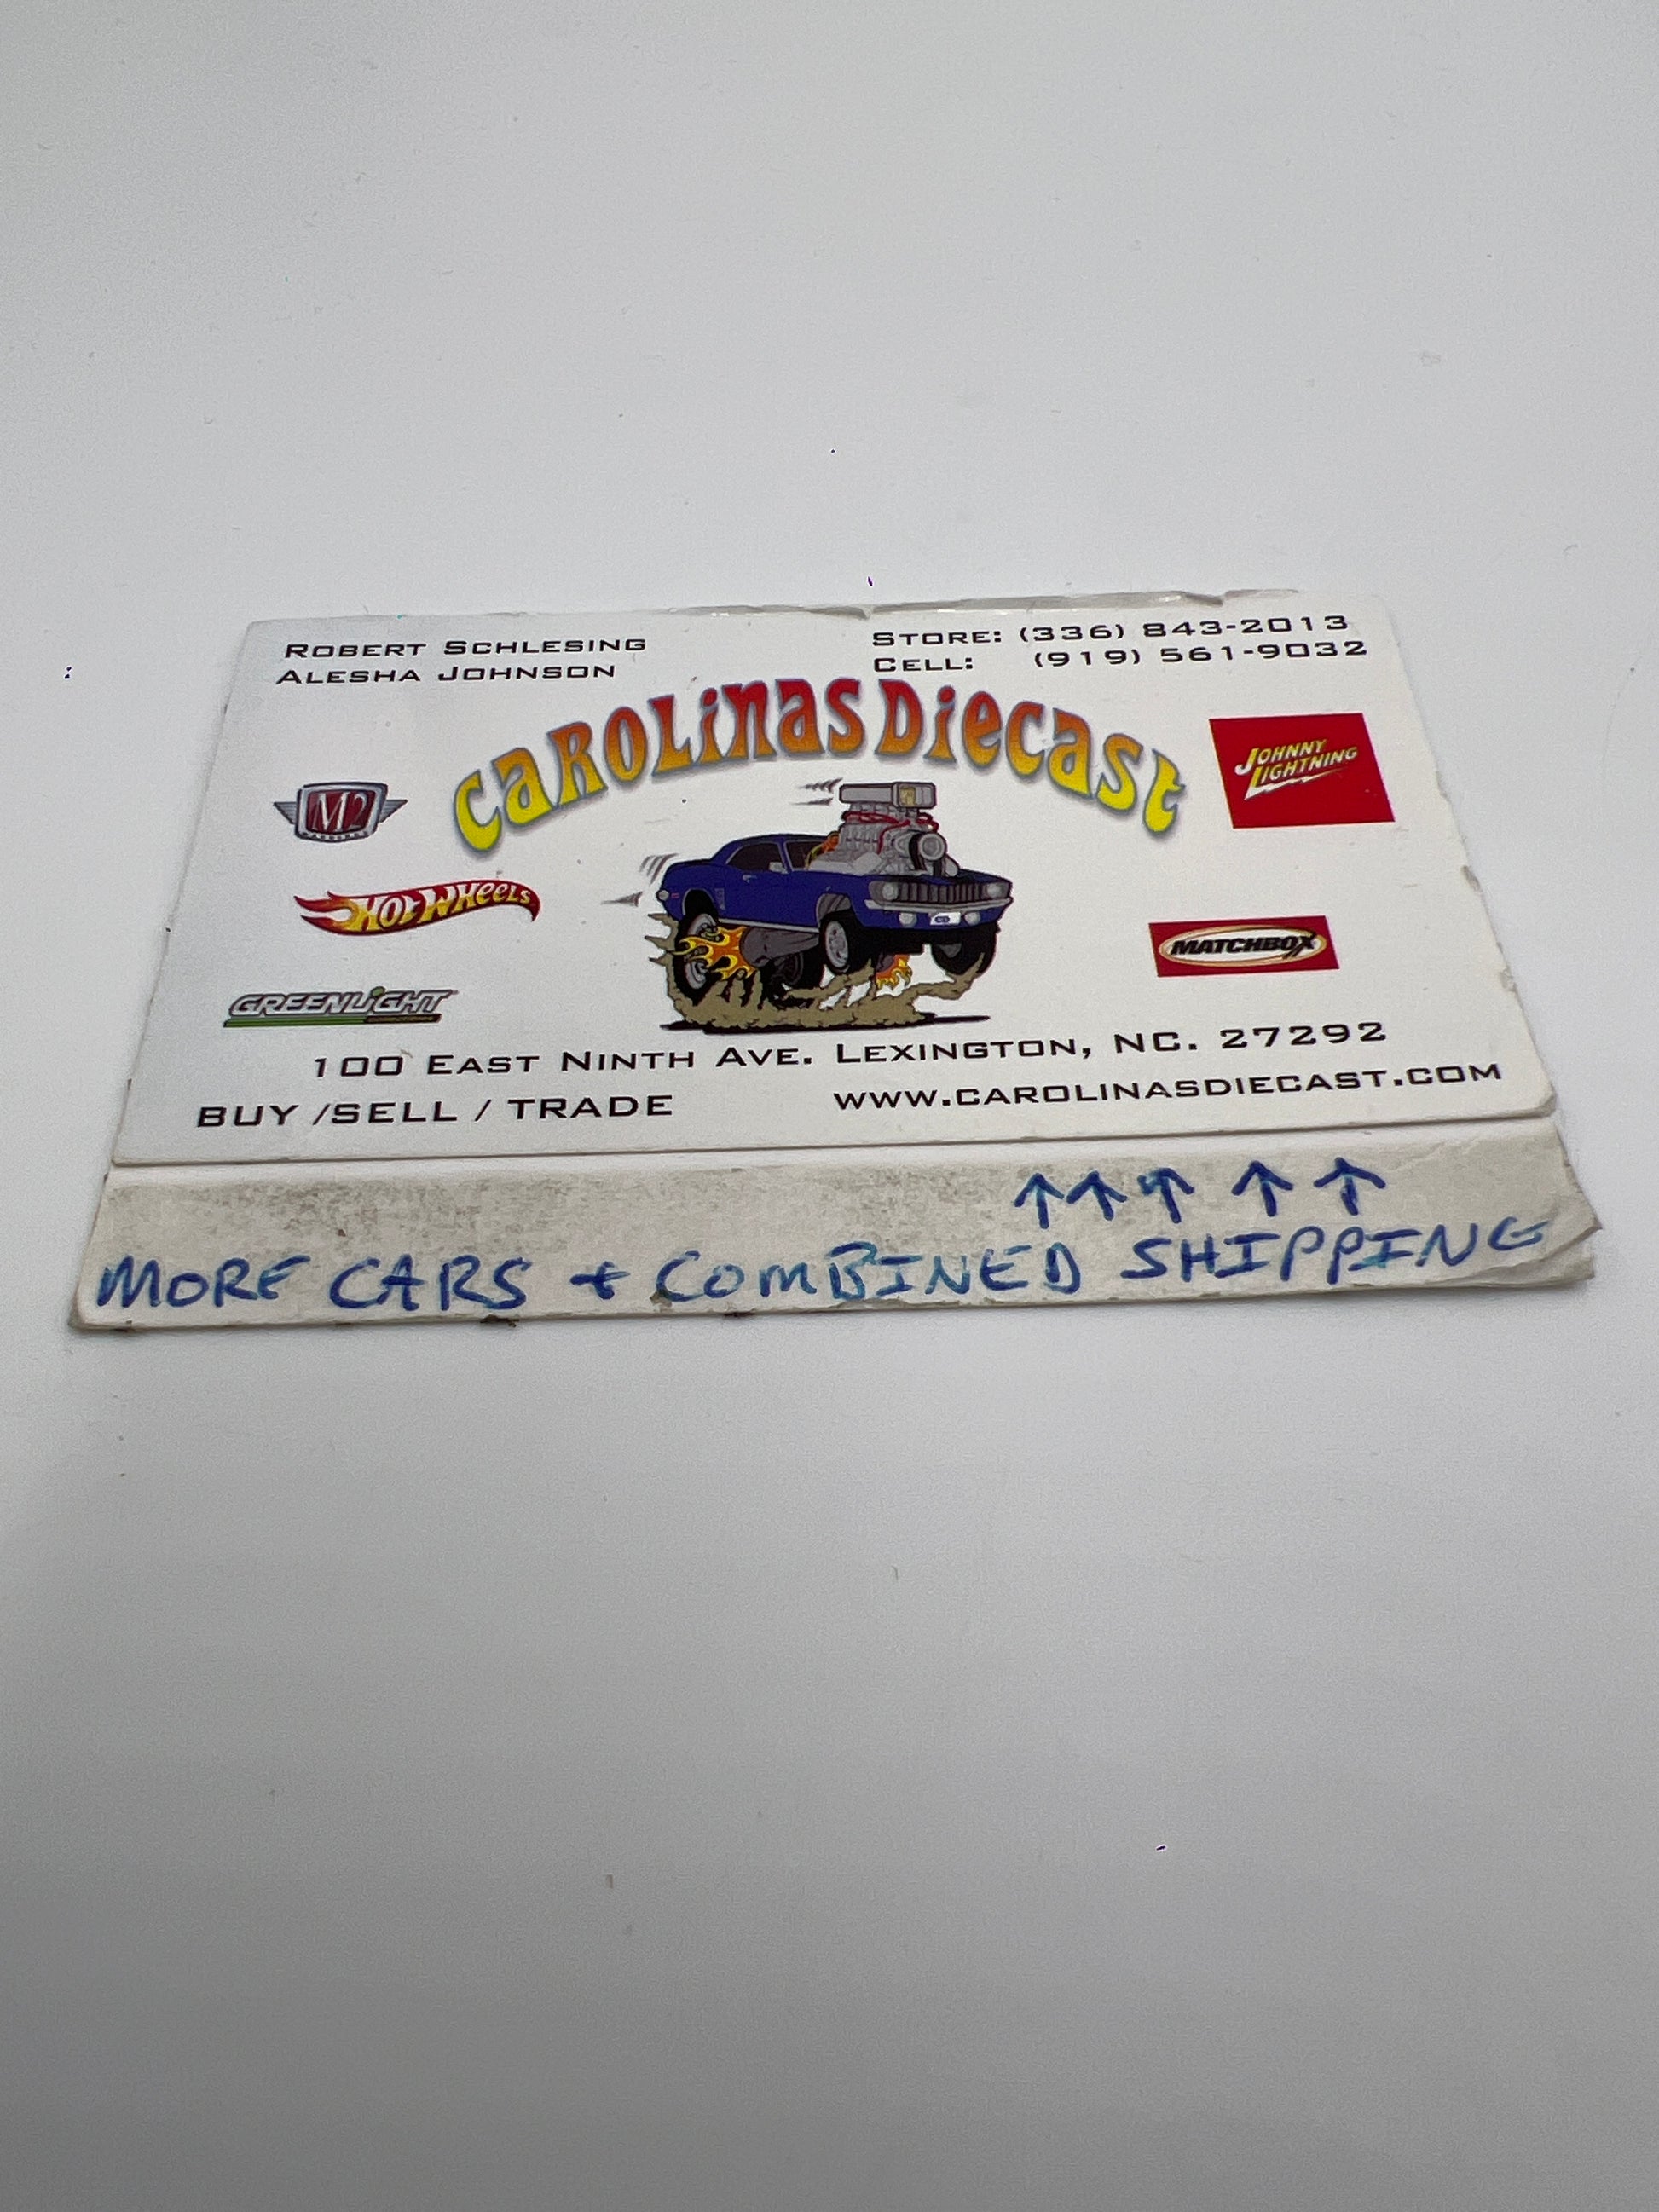 ROBERT SCHLESING
ALESHA JOHNSON
STORE: (336) 843-2013
CELL: (919) 561-9032
CAROLINAS DIECAST
M2
JOHNNY
LIGHTNING
HOT WHEELS
MATCHBOX
GREENLIGHT
100 EAST NINTH AVE. LEXINGTON, NC. 27292
BUY /SELL / TRADE
WWW.CAROLINASDIECAST.COM
↑ ↑ ↑ ↑ ↑
MORE CARS + COMBINED SHIPPING